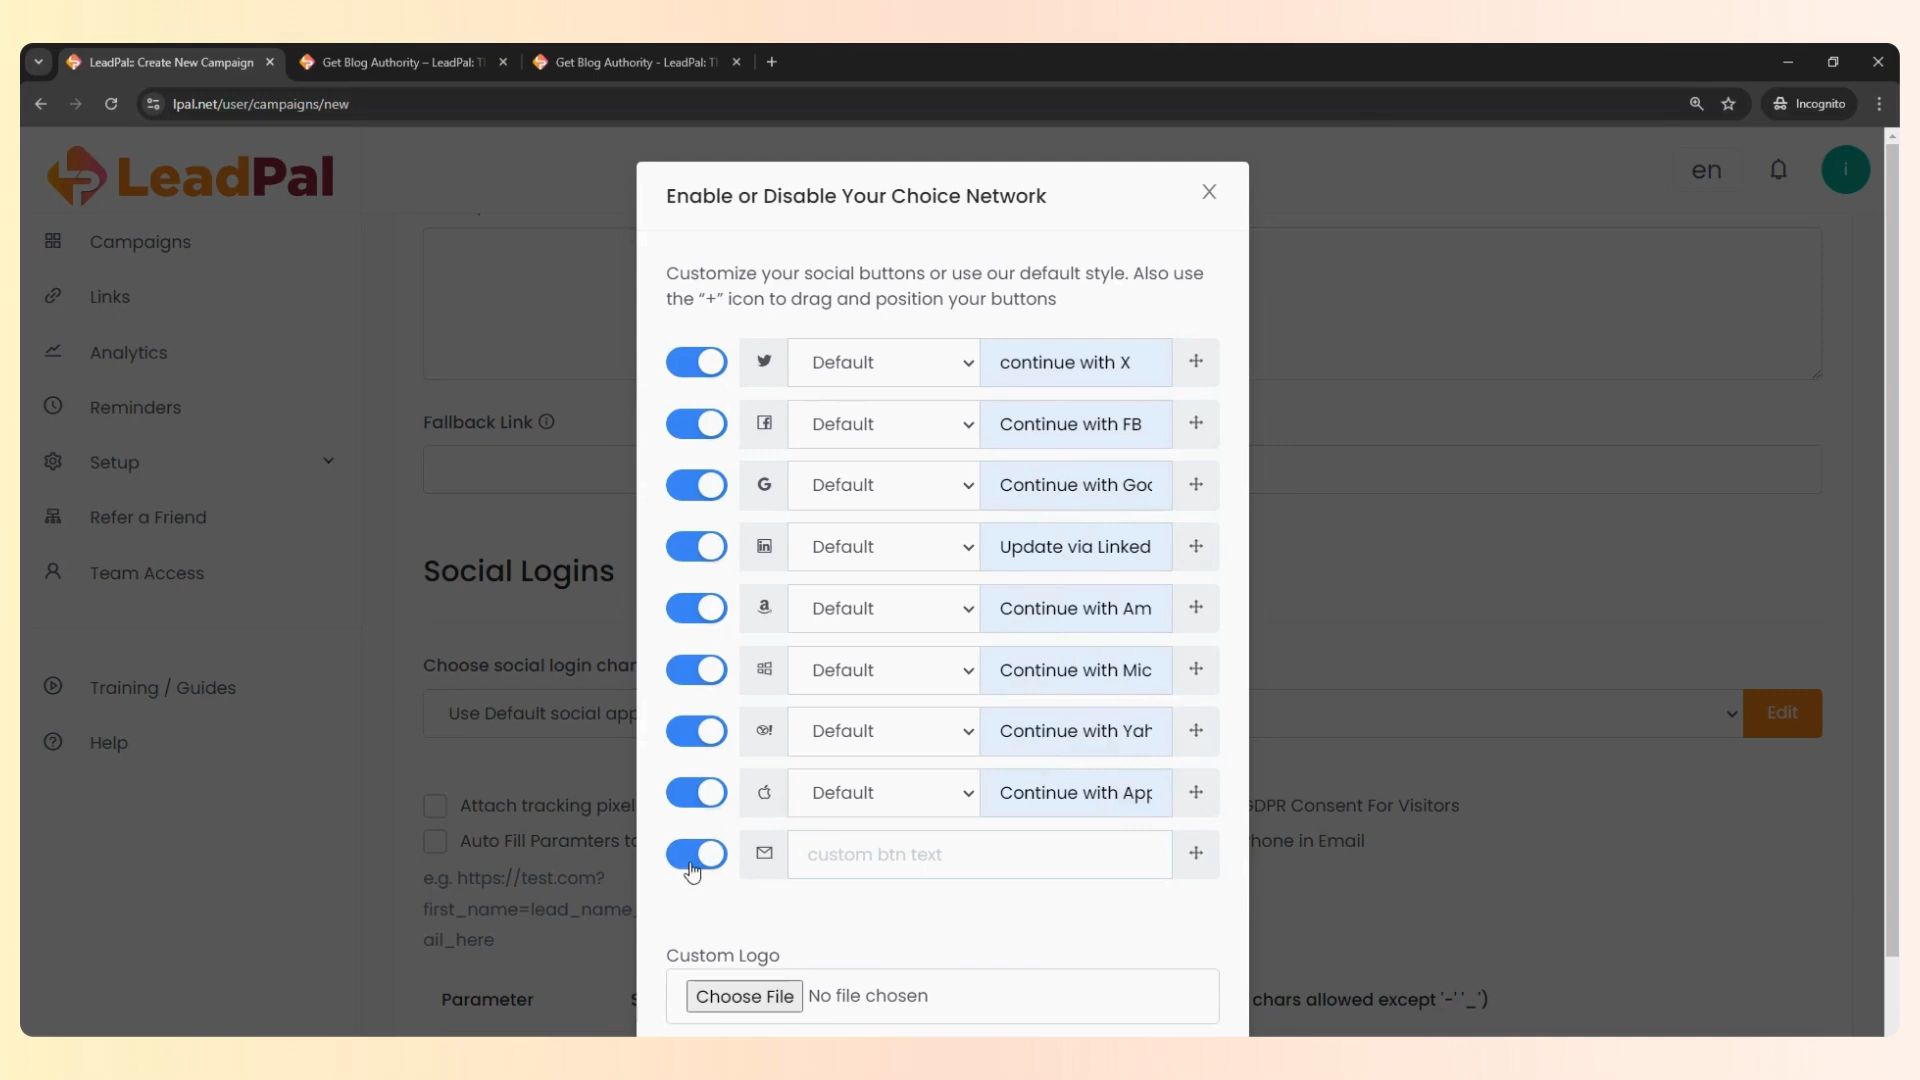 LeadPal:: Create New Campaign
Get Blog Authority – LeadPal: T
Get Blog Authority - LeadPal: T
lpal.net/user/campaigns/new
Incognito
LeadPal
en
i
Campaigns
Links
Analytics
Reminders
Setup
Refer a Friend
Team Access
Training / Guides
Help
Fallback Link
Social Logins
Choose social login char
Use Default social app
Edit
Attach tracking pixel
GDPR Consent For Visitors
Auto Fill Paramters to
hone in Email
e.g. https://test.com?
first_name=lead_name_
ail_here
Parameter
chars allowed except '-' '_')
Enable or Disable Your Choice Network
Customize your social buttons or use our default style. Also use
the “+” icon to drag and position your buttons
Default continue with X
Default Continue with FB
Default Continue with Goo
Default Update via Linked
Default Continue with Am
Default Continue with Mic
Default Continue with Yah
Default Continue with App
custom btn text
Custom Logo
Choose File No file chosen